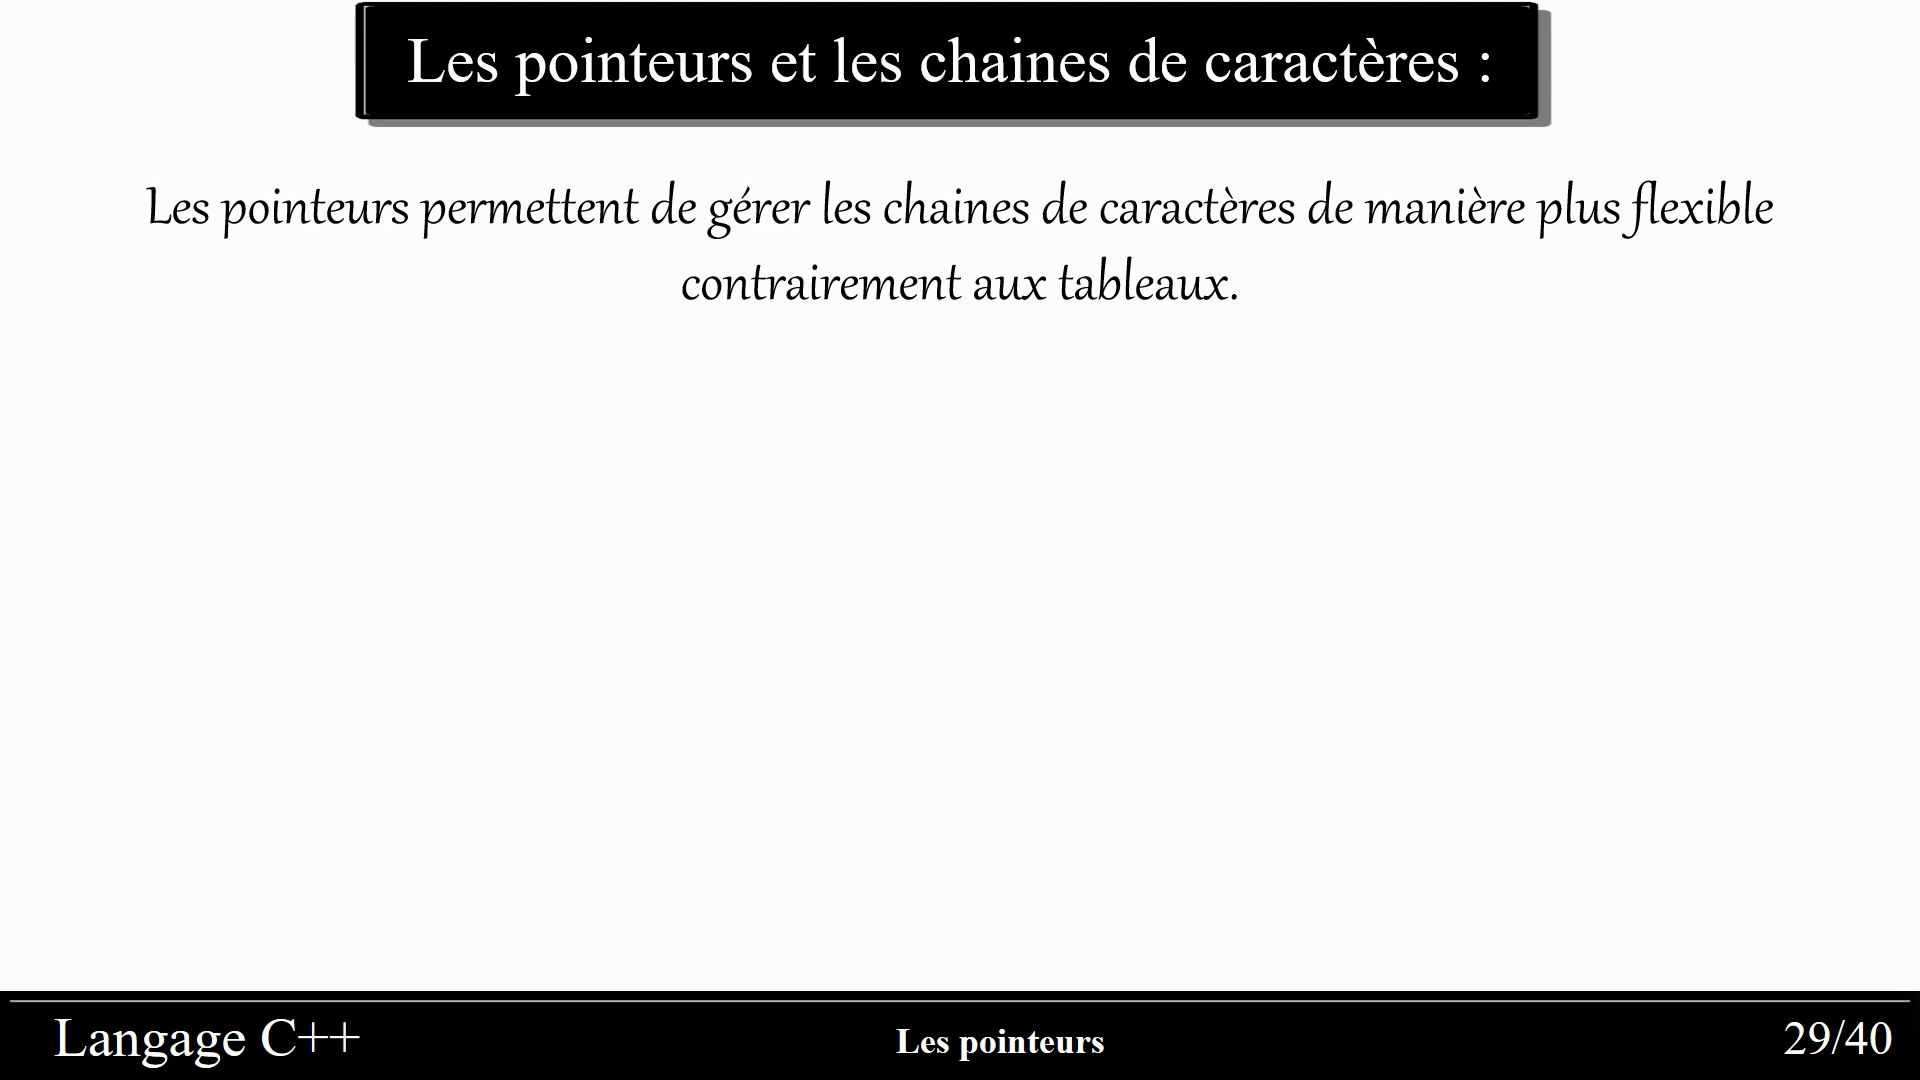 Les pointeurs et les chaines de caractères :
Les pointeurs permettent de gérer les chaines de caractères de manière plus flexible
contrairement aux tableaux.
Langage C++
Les pointeurs
29/40